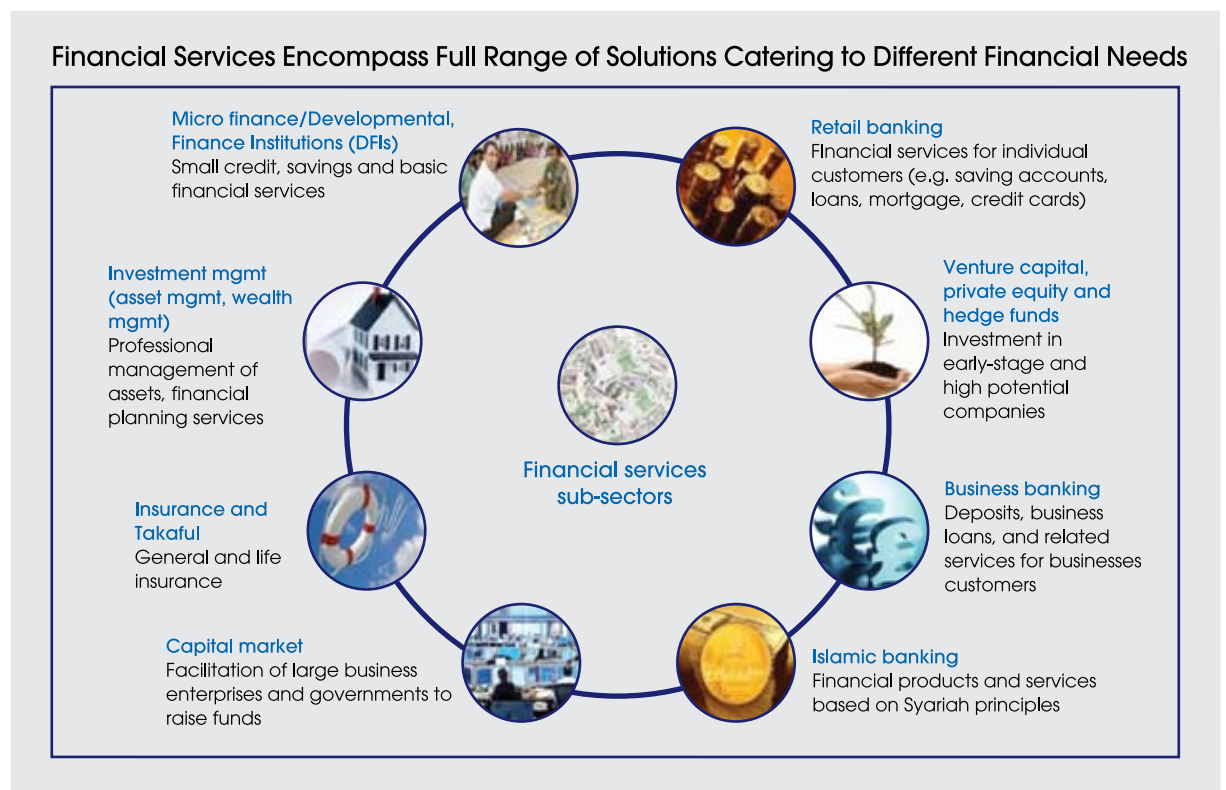 Financial Services Encompass Full Range of Solutions Catering to Different Financial Needs
Micro finance/Developmental,
Finance Institutions (DFIs)
Small credit, savings and basic
financial services
Retail banking
Financial services for individual
customers (e.g. saving accounts,
loans, mortgage, credit cards)
Investment mgmt
(asset mgmt, wealth
mgmt)
Professional
management of
assets, financial
planning services
Venture capital,
private equity and
hedge funds
Investment in
early-stage and
high potential
companies
Financial services
sub-sectors
Insurance and
Takaful
General and life
insurance
Business banking
Deposits, business
loans, and related
services for businesses
customers
Capital market
Facilitation of large business
enterprises and governments to
raise funds
Islamic banking
Financial products and services
based on Syariah principles